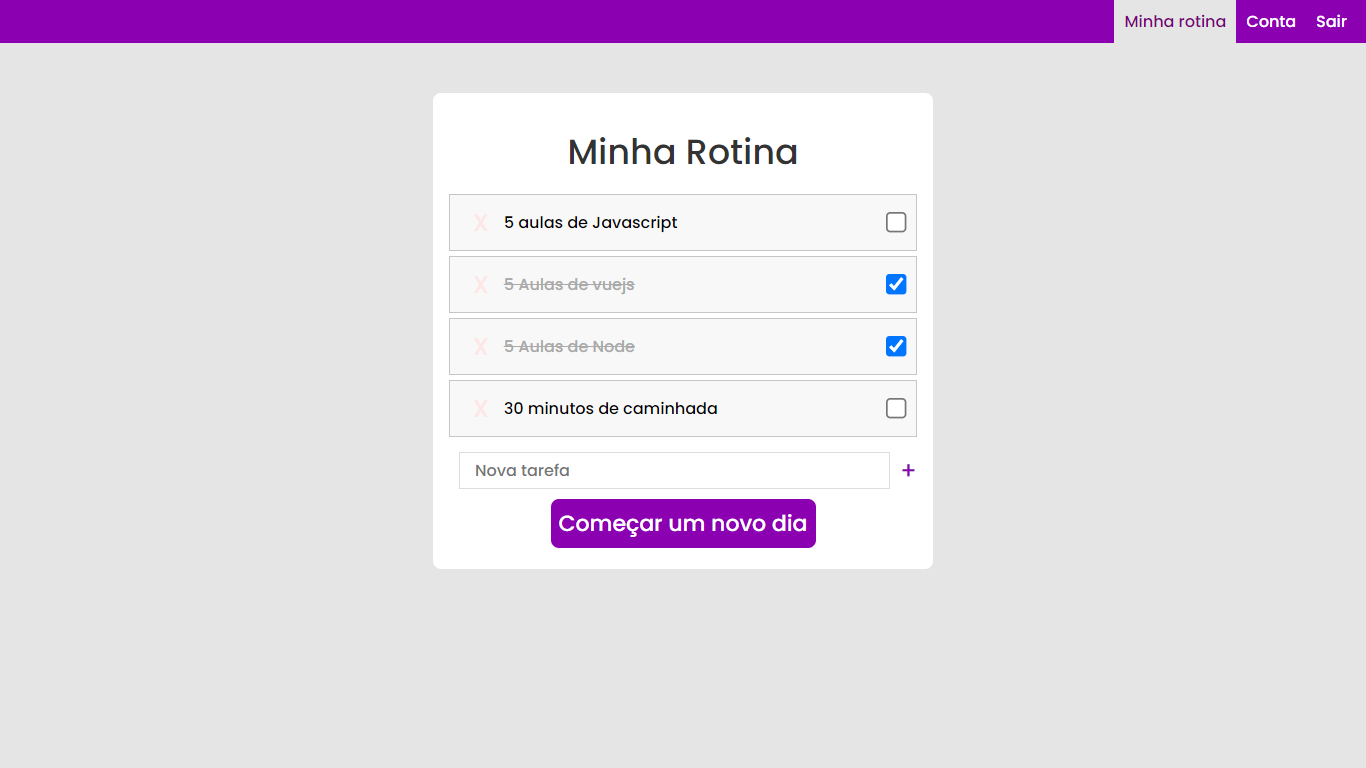 Minha rotina Conta Sair
Minha Rotina
X 5 aulas de Javascript
X 5 Aulas de vuejs
X 5 Aulas de Node
X 30 minutos de caminhada
Nova tarefa +
Começar um novo dia